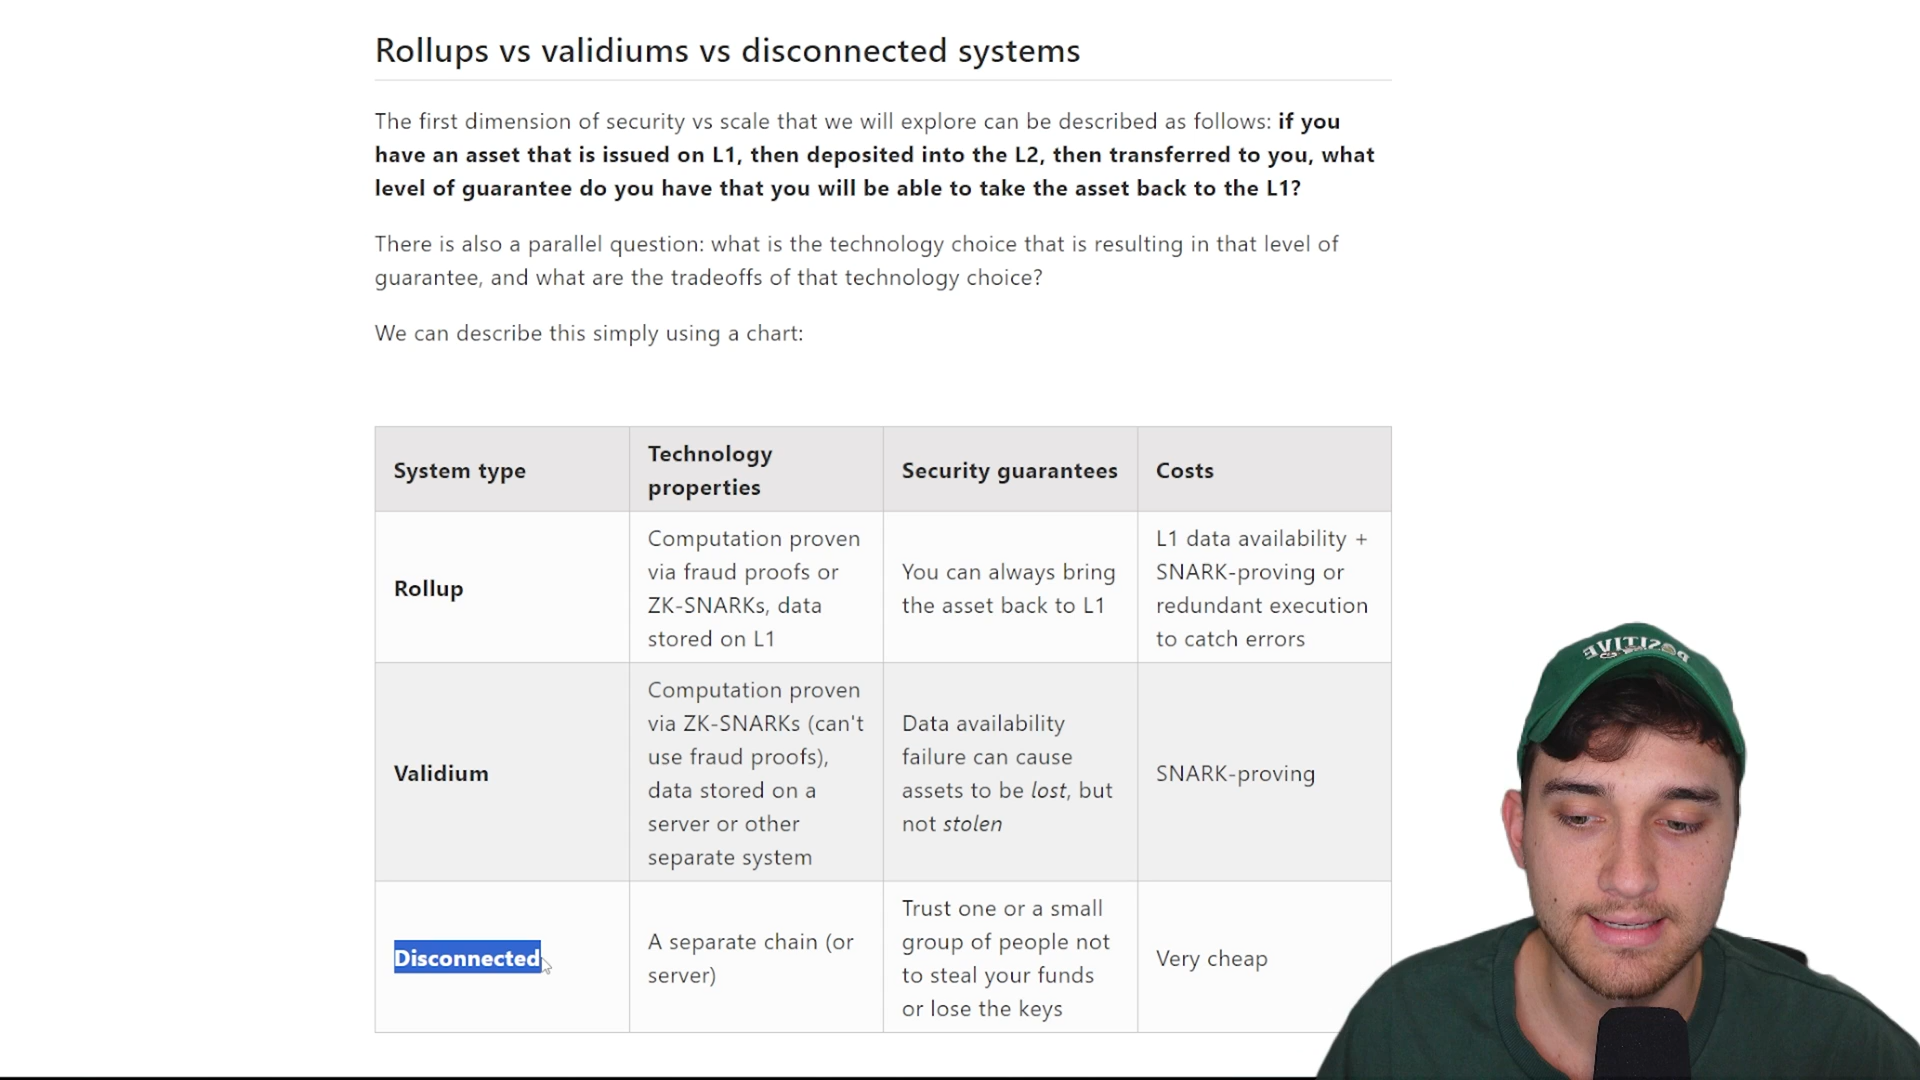 Rollups vs validiums vs disconnected systems
The first dimension of security vs scale that we will explore can be described as follows: if you
have an asset that is issued on L1, then deposited into the L2, then transferred to you, what
level of guarantee do you have that you will be able to take the asset back to the L1?
There is also a parallel question: what is the technology choice that is resulting in that level of
guarantee, and what are the tradeoffs of that technology choice?
We can describe this simply using a chart:
System type
Technology
properties
Security guarantees
Costs
Rollup
Computation proven
via fraud proofs or
ZK-SNARKs, data
stored on L1
You can always bring
the asset back to L1
L1 data availability +
SNARK-proving or
redundant execution
to catch errors
Validium
Computation proven
via ZK-SNARKs (can't
use fraud proofs),
data stored on a
server or other
separate system
Data availability
failure can cause
assets to be lost, but
not stolen
SNARK-proving
Disconnected
A separate chain (or
server)
Trust one or a small
group of people not
to steal your funds
or lose the keys
Very cheap
POSITIVE